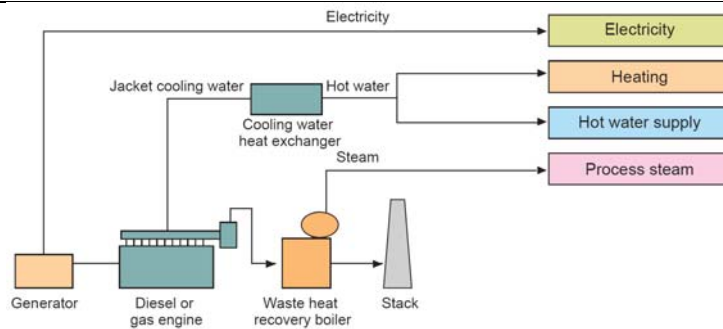 Electricity
Electricity
Jacket cooling water
Hot water
Heating
Cooling water
heat exchanger
Hot water supply
Steam
Process steam
Generator
Diesel or
gas engine
Waste heat
recovery boiler
Stack